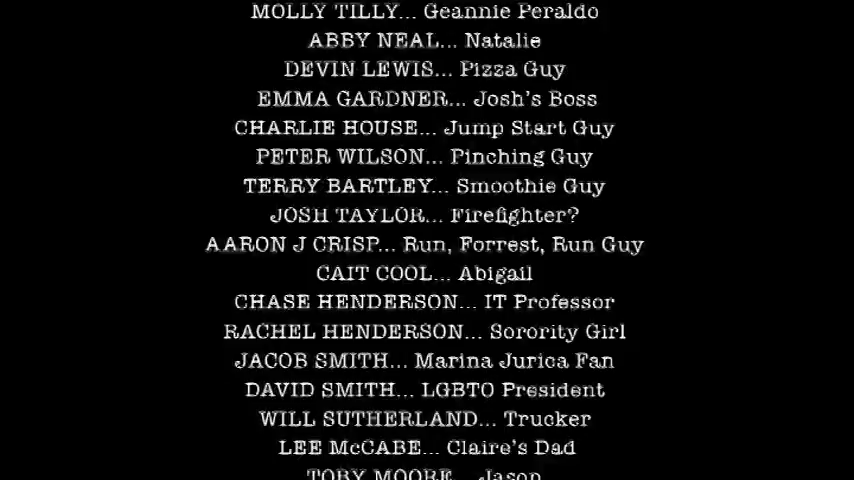 MOLLY TILLY... Geannie Peraldo
ABBY NEAL... Natalie
DEVIN LEWIS... Pizza Guy
EMMA GARDNER... Josh's Boss
CHARLIE HOUSE... Jump Start Guy
PETER WILSON... Pinching Guy
TERRY BARTLEY... Smoothie Guy
JOSH TAYLOR... Firefighter?
AARON J CRISP... Run, Forrest, Run Guy
CAIT COOL... Abigail
CHASE HENDERSON... IT Professor
RACHEL HENDERSON... Sorority Girl
JACOB SMITH... Marina Jurica Fan
DAVID SMITH... LGBTO President
WILL SUTHERLAND... Trucker
LEE McCABE... Claire's Dad
TOBY MOORE... Jason